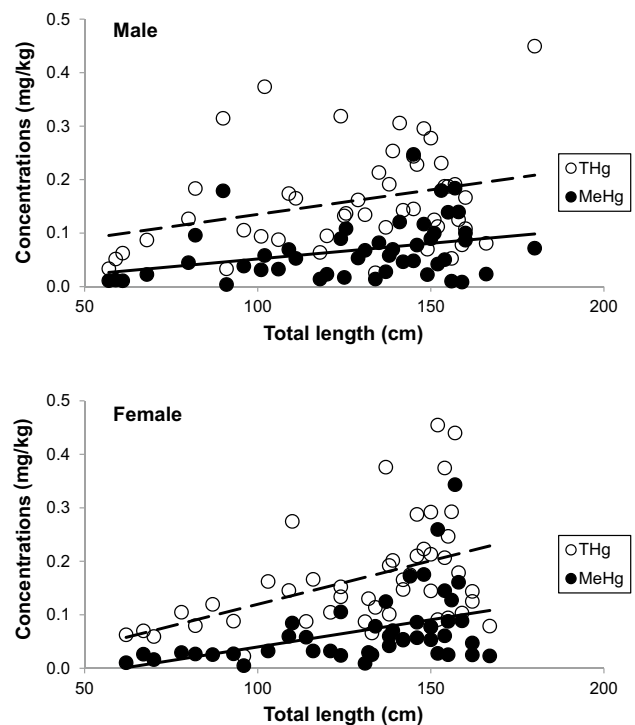 Male
Concentrations (mg/kg)
0.5
0.4
0.3
0.2
0.1
0.0
50
100
150
200
Total length (cm)
THg
MeHg
Female
Concentrations (mg/kg)
0.5
0.4
0.3
0.2
0.1
0.0
50
100
150
200
Total length (cm)
THg
MeHg